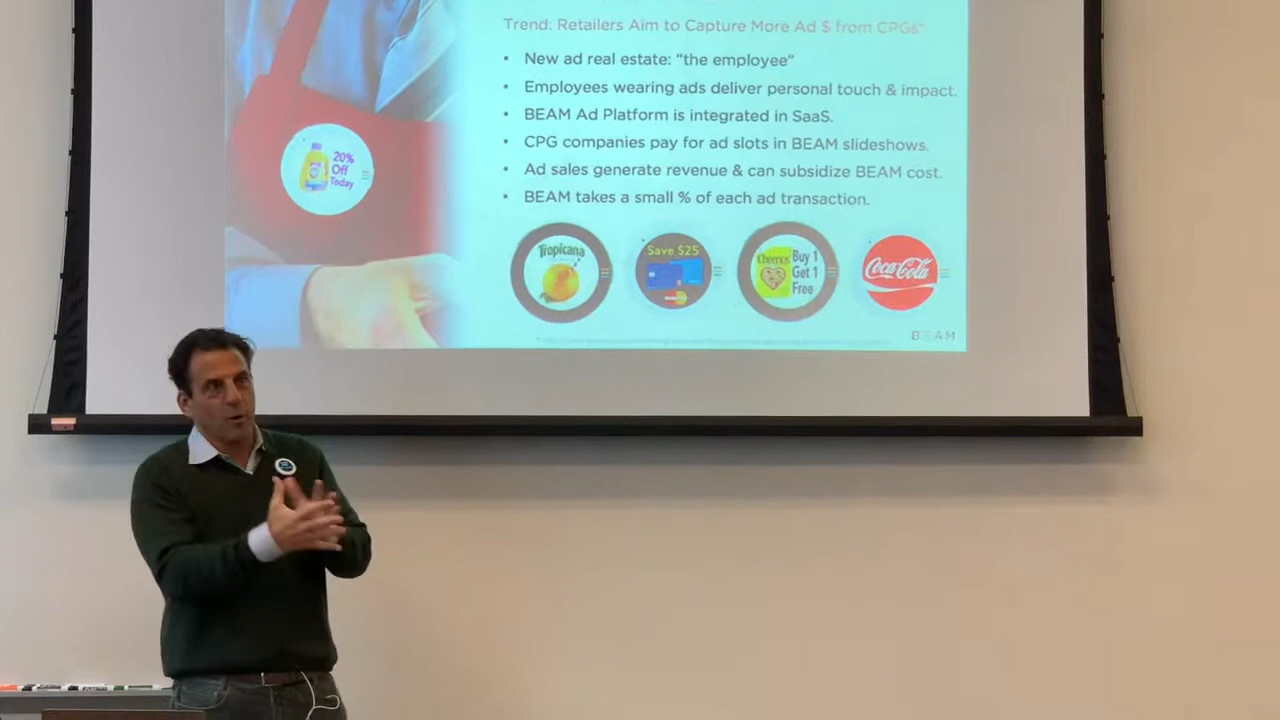 Trend: Retailers Aim to Capture More Ad $ from CPGs*
• New ad real estate: “the employee”
• Employees wearing ads deliver personal touch & impact.
• BEAM Ad Platform is integrated in SaaS.
• CPG companies pay for ad slots in BEAM slideshows.
• Ad sales generate revenue & can subsidize BEAM cost.
• BEAM takes a small % of each ad transaction.
20%
Off
Today
Tropicana
Save $25
Cheerios
Buy 1
Get 1
Free
Coca-Cola
BEAM